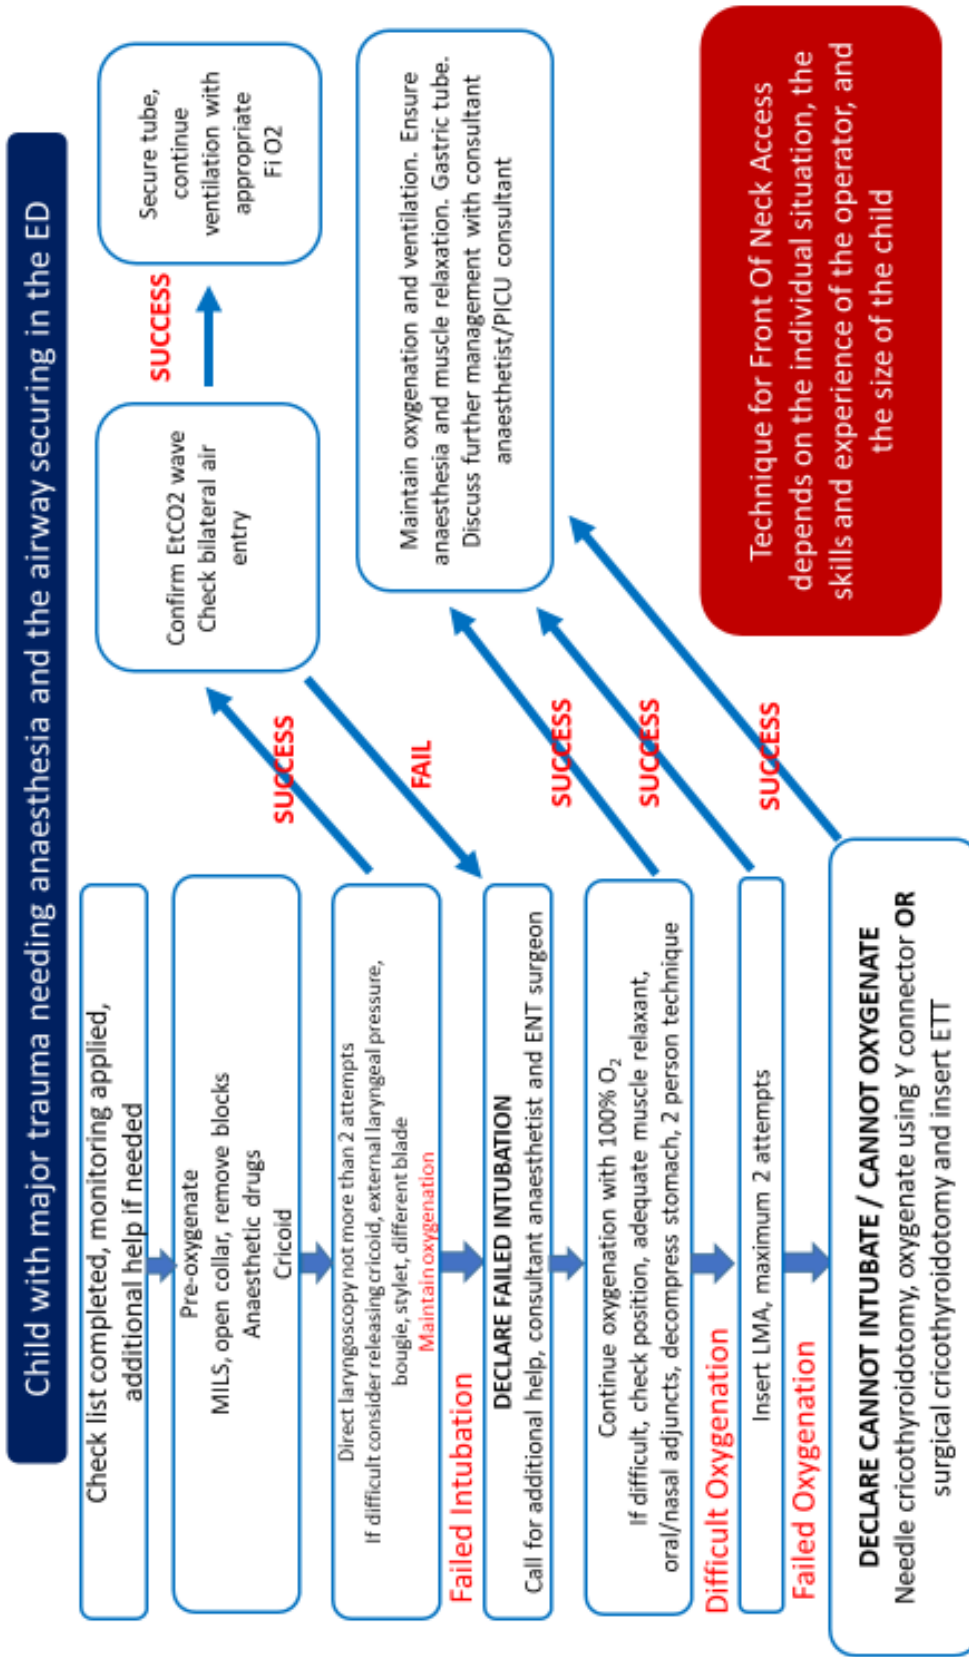 Child with major trauma needing anaesthesia and the airway securing in the ED
Check list completed, monitoring applied,
additional help if needed
Pre-oxygenate
MILS, open collar, remove blocks
Anaesthetic drugs
Cricoid
Direct laryngoscopy not more than 2 attempts
If difficult consider releasing cricoid, external laryngeal pressure,
bougie, stylet, different blade
Maintain oxygenation
SUCCESS
Confirm EtCO2 wave
Check bilateral air
entry
SUCCESS
Secure tube,
continue
ventilation with
appropriate
Fi O2
FAIL
Failed Intubation
DECLARE FAILED INTUBATION
Call for additional help, consultant anaesthetist and ENT surgeon
Continue oxygenation with 100% O₂
If difficult, check position, adequate muscle relaxant,
oral/nasal adjuncts, decompress stomach, 2 person technique
SUCCESS
Maintain oxygenation and ventilation. Ensure
anaesthesia and muscle relaxation. Gastric tube.
Discuss further management with consultant
anaesthetist/PICU consultant
Difficult Oxygenation
Insert LMA, maximum 2 attempts
SUCCESS
Failed Oxygenation
DECLARE CANNOT INTUBATE / CANNOT OXYGENATE
Needle cricothyroidotomy, oxygenate using Y connector OR
surgical cricothyroidotomy and insert ETT
SUCCESS
Technique for Front Of Neck Access
depends on the individual situation, the
skills and experience of the operator, and
the size of the child